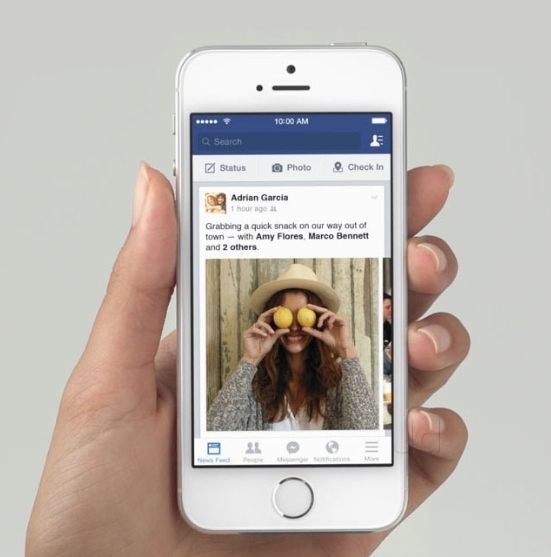 10:00 AM
Search
Status Photo Check In
Adrian Garcia
1 hour ago
Grabbing a quick snack on our way out of
town — with Amy Flores, Marco Bennett
and 2 others.
News Feed People Messenger Notifications More